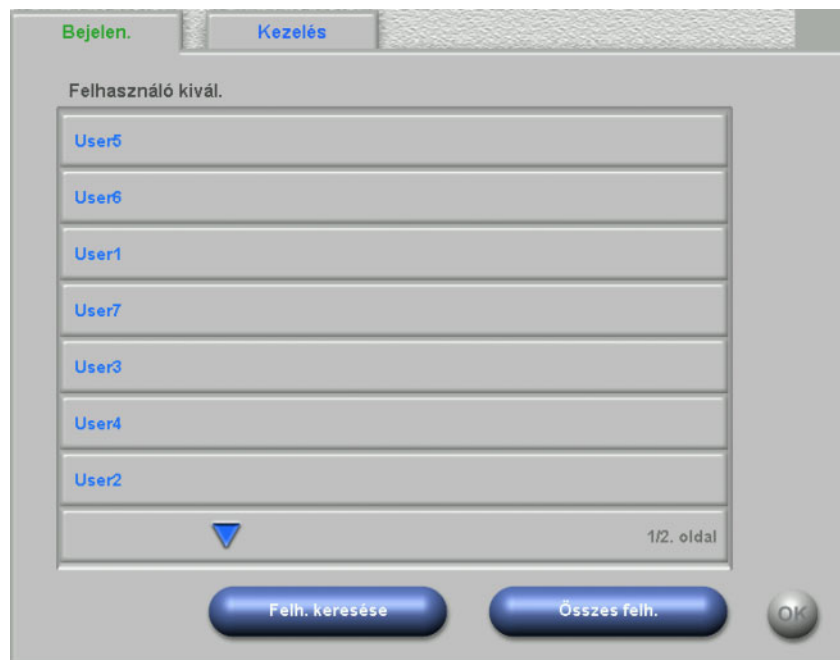 Bejelen.
Kezelés
Felhasználó kivál.
User5
User6
User1
User7
User3
User4
User2
1/2. oldal
Felh. keresése
Összes felh.
OK